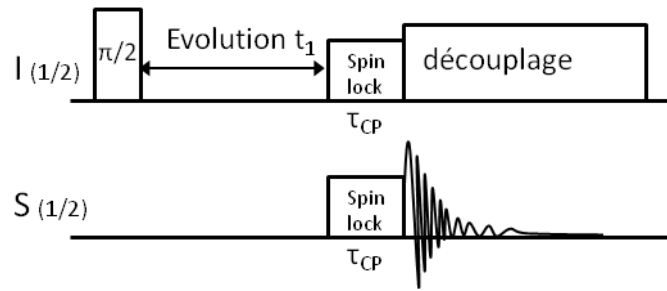 π/2
Evolution t₁
I (1/2)
Spin
lock
découplage
τCP
S (1/2)
Spin
lock
τCP